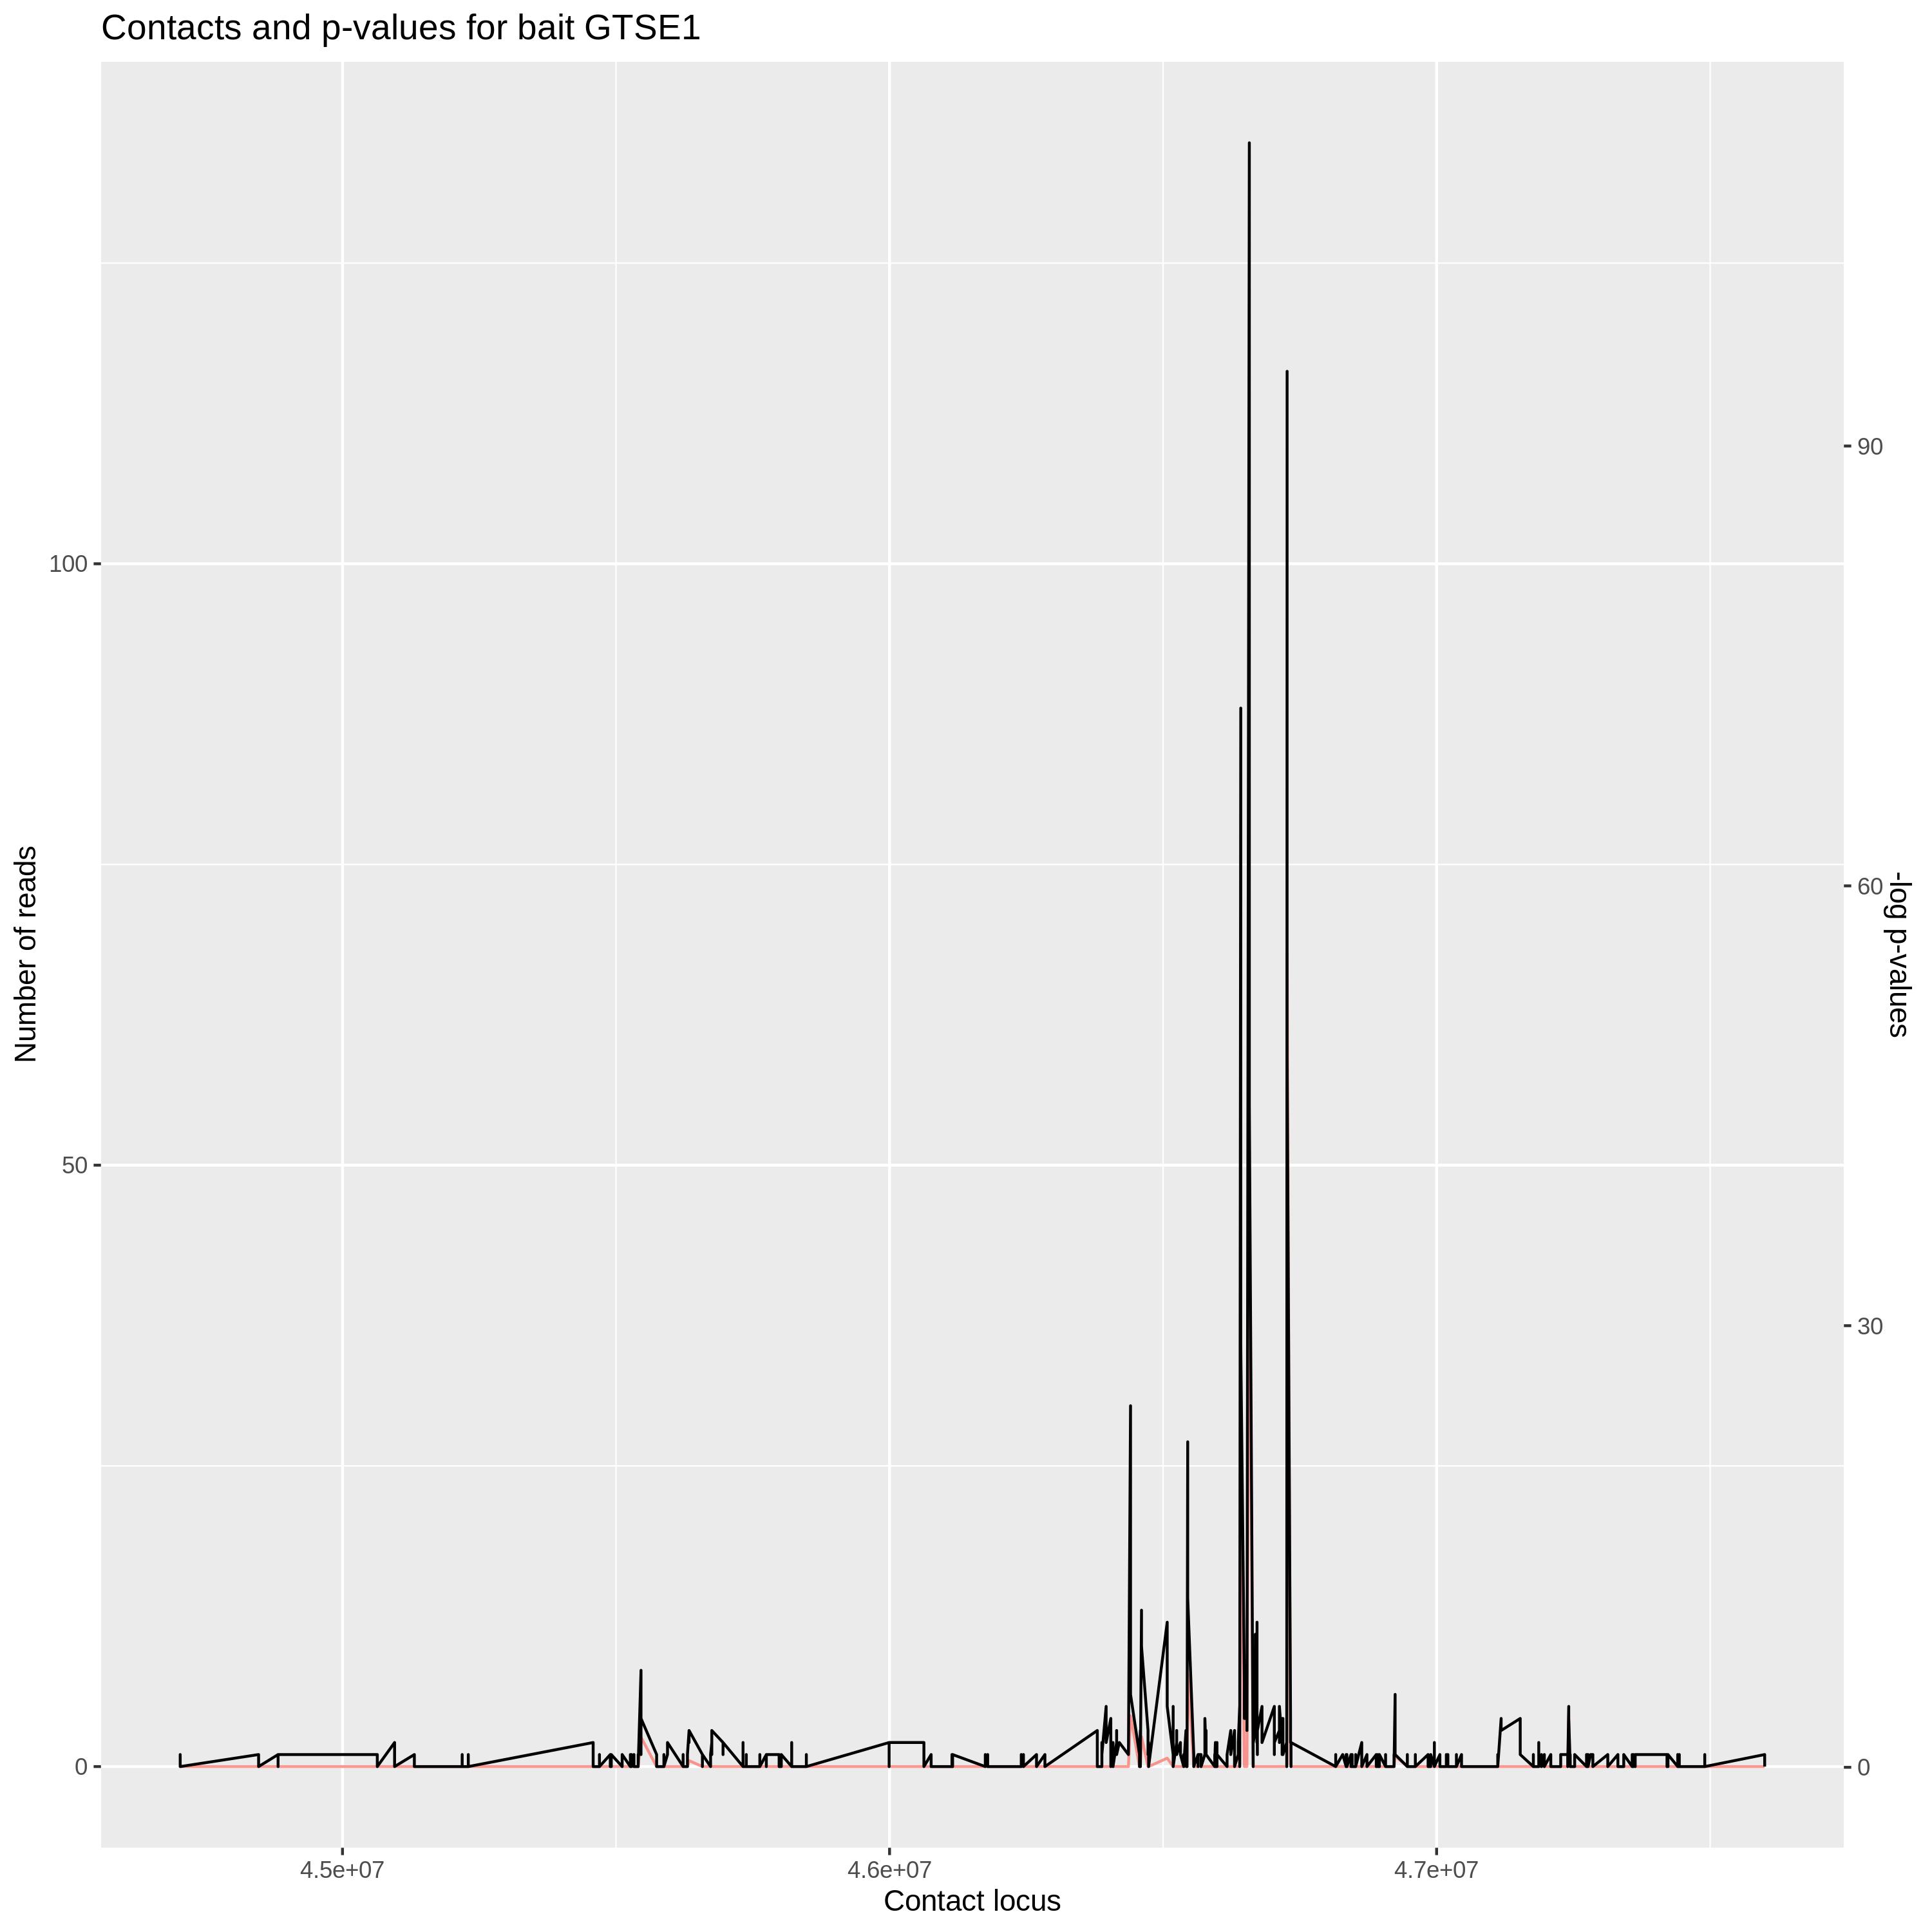 Contacts and p-values for bait GTSE1
Number of reads
100
50
0
90
60
30
0
-log p-values
4.5e+07 4.6e+07 4.7e+07
Contact locus